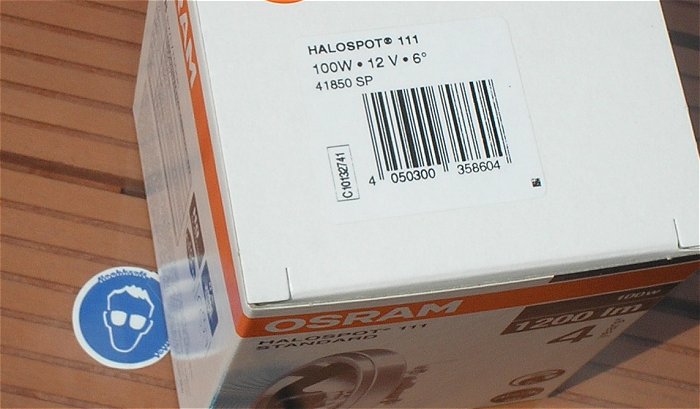 OSRAM
HALOSPOT® 111
100W • 12 V • 6°
41850 SP
C10132741
4 050300 358604
OSRAM
HALOSPOT® 111
STANDARD
100W
1200 lm
4